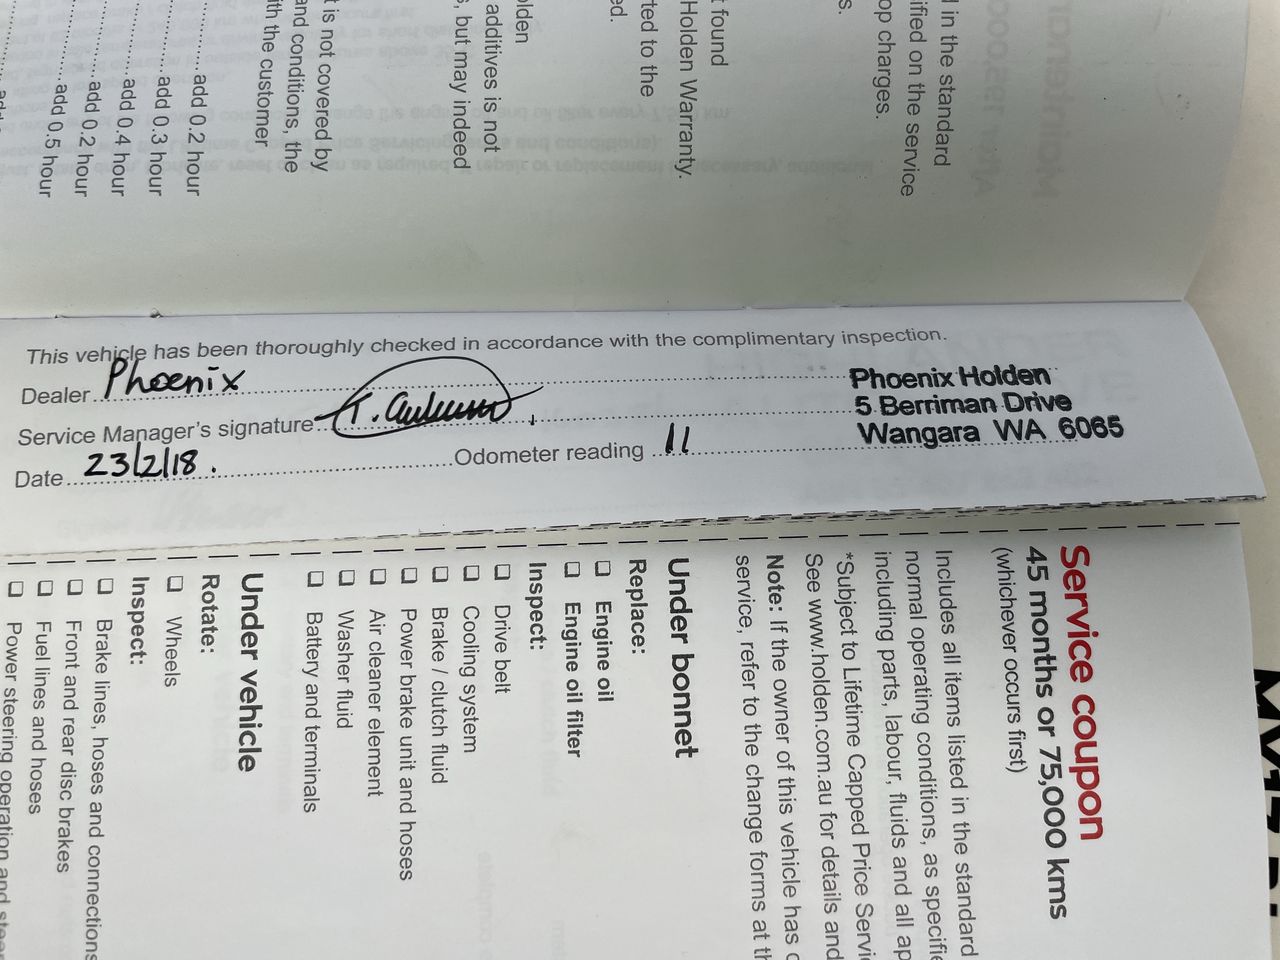 This vehicle has been thoroughly checked in accordance with the complimentary inspection.
Dealer Phoenix
Service Manager's signature
Date 23/2/18. Odometer reading 11
Phoenix Holden
5 Berriman Drive
Wangara WA 6065
d in the standard
ified on the service
op charges.
s.
t found
Holden Warranty.
rted to the
ed.
olden
additives is not
s, but may indeed
t is not covered by
and conditions, the
ith the customer
add 0.2 hour
add 0.3 hour
add 0.4 hour
add 0.2 hour
add 0.5 hour
Service coupon
45 months or 75,000 kms
(whichever occurs first)
Includes all items listed in the standard
normal operating conditions, as specifie
including parts, labour, fluids and all ap
*Subject to Lifetime Capped Price Servi
See www.holden.com.au for details and
Note: If the owner of this vehicle has c
service, refer to the change forms at th
Under bonnet
Replace:
Engine oil
Engine oil filter
Inspect:
Drive belt
Cooling system
Brake / clutch fluid
Power brake unit and hoses
Air cleaner element
Washer fluid
Battery and terminals
Under vehicle
Rotate:
Wheels
Inspect:
Brake lines, hoses and connections
Front and rear disc brakes
Fuel lines and hoses
Power steering operation and steer